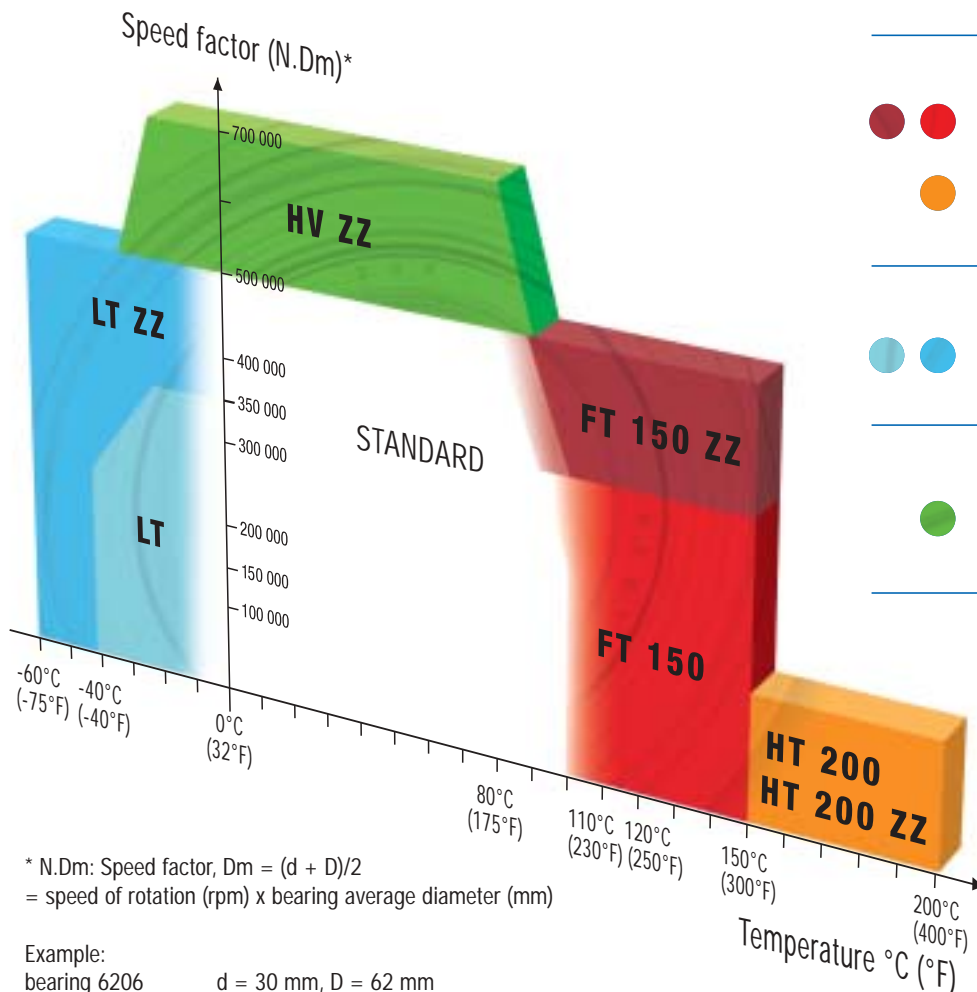 Speed factor (N.Dm)*
700 000
HV ZZ
500 000
LT ZZ
400 000
350 000
FT 150 ZZ
STANDARD
300 000
LT
200 000
150 000
100 000
FT 150
-60°C
(-75°F)
-40°C
(-40°F)
0°C
(32°F)
HT 200
HT 200 ZZ
80°C
(175°F)
110°C
(230°F)
120°C
(250°F)
150°C
(300°F)
200°C
(400°F)
Temperature °C (°F)
* N.Dm: Speed factor, Dm = (d + D)/2
= speed of rotation (rpm) x bearing average diameter (mm)
Example:
bearing 6206 d = 30 mm, D = 62 mm